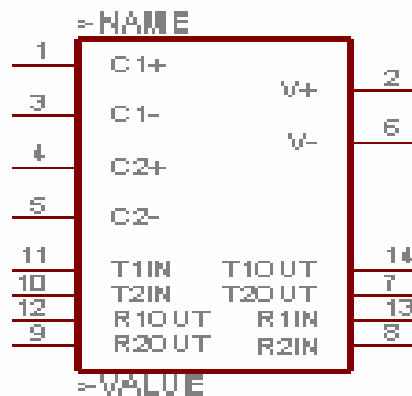 >NAME
1 C1+
V+ 2
3 C1-
V- 6
4 C2+
5 C2-
11 T1IN T1OUT 14
10 T2IN T2OUT 7
12 R1OUT R1IN 13
9 R2OUT R2IN 8
>VALUE